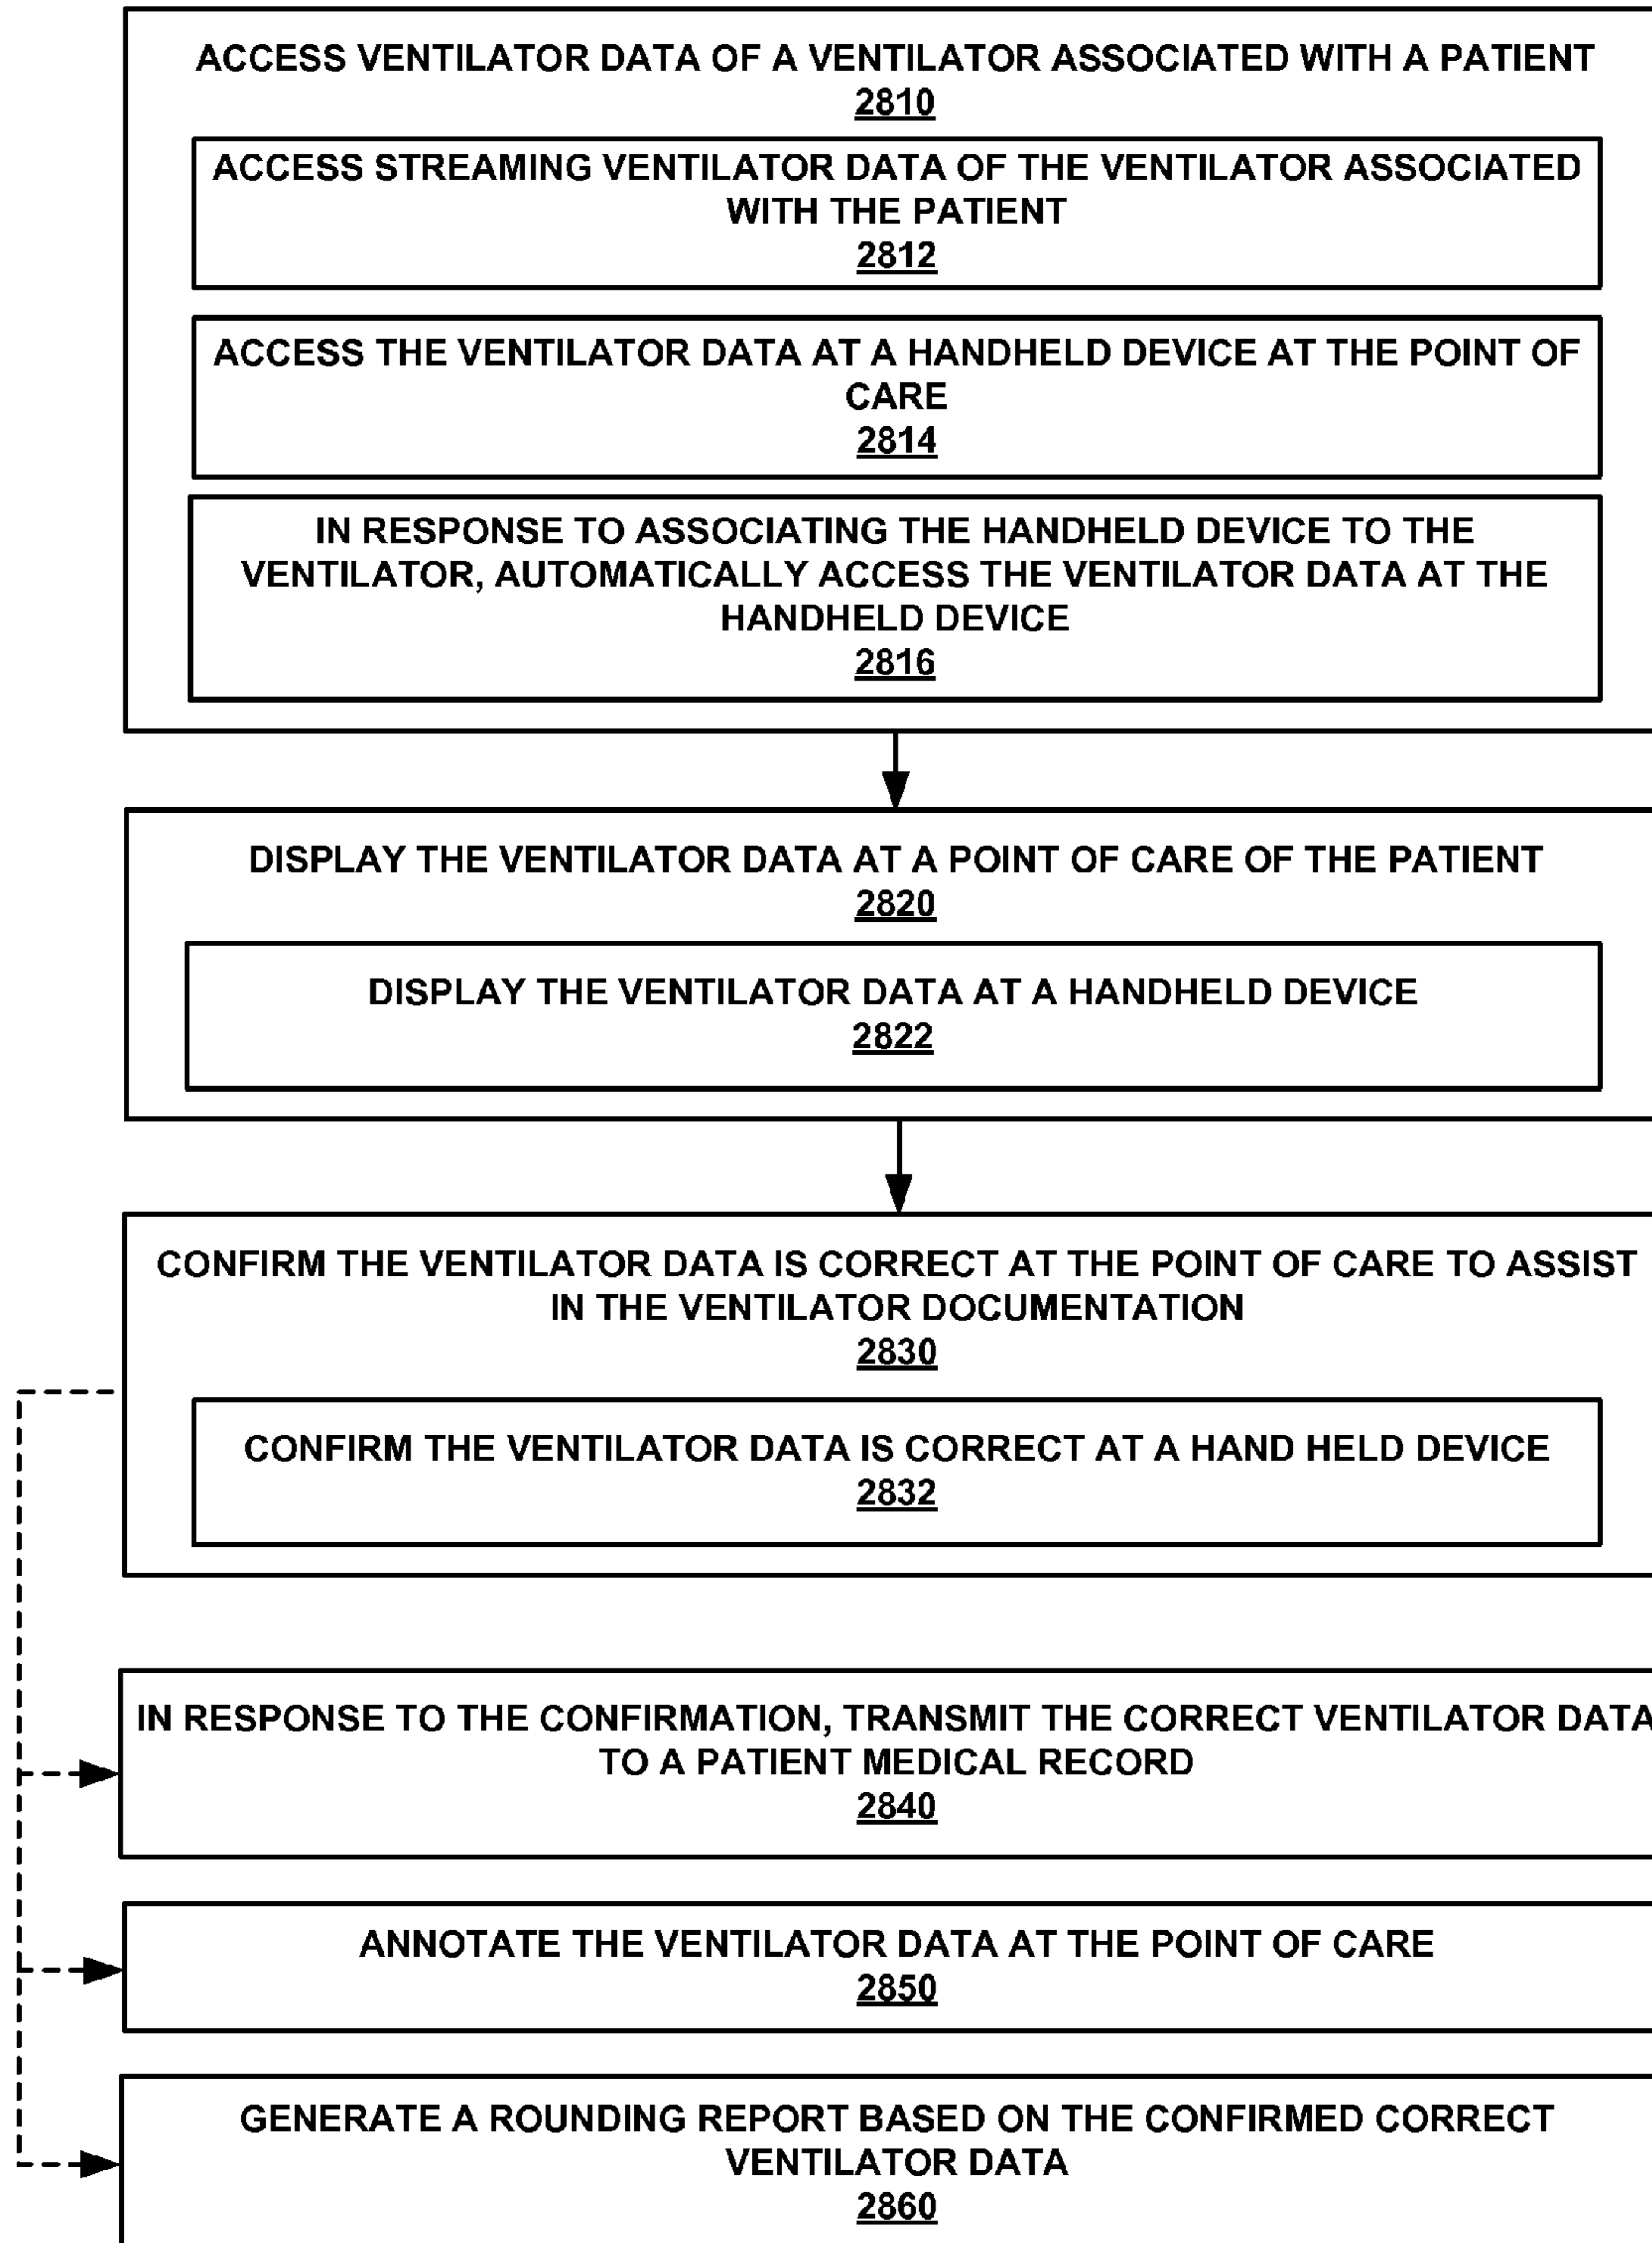 ACCESS VENTILATOR DATA OF A VENTILATOR ASSOCIATED WITH A PATIENT
2810
ACCESS STREAMING VENTILATOR DATA OF THE VENTILATOR ASSOCIATED
WITH THE PATIENT
2812
ACCESS THE VENTILATOR DATA AT A HANDHELD DEVICE AT THE POINT OF
CARE
2814
IN RESPONSE TO ASSOCIATING THE HANDHELD DEVICE TO THE
VENTILATOR, AUTOMATICALLY ACCESS THE VENTILATOR DATA AT THE
HANDHELD DEVICE
2816
DISPLAY THE VENTILATOR DATA AT A POINT OF CARE OF THE PATIENT
2820
DISPLAY THE VENTILATOR DATA AT A HANDHELD DEVICE
2822
CONFIRM THE VENTILATOR DATA IS CORRECT AT THE POINT OF CARE TO ASSIST
IN THE VENTILATOR DOCUMENTATION
2830
CONFIRM THE VENTILATOR DATA IS CORRECT AT A HAND HELD DEVICE
2832
IN RESPONSE TO THE CONFIRMATION, TRANSMIT THE CORRECT VENTILATOR DATA
TO A PATIENT MEDICAL RECORD
2840
ANNOTATE THE VENTILATOR DATA AT THE POINT OF CARE
2850
GENERATE A ROUNDING REPORT BASED ON THE CONFIRMED CORRECT
VENTILATOR DATA
2860